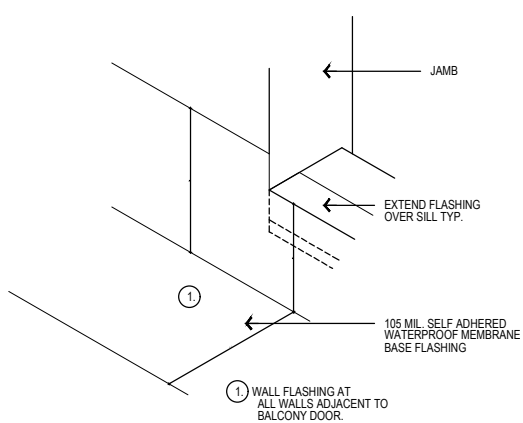 JAMB
EXTEND FLASHING
OVER SILL TYP.
1.
105 MIL. SELF ADHERED
WATERPROOF MEMBRANE
BASE FLASHING
1. WALL FLASHING AT
ALL WALLS ADJACENT TO
BALCONY DOOR.